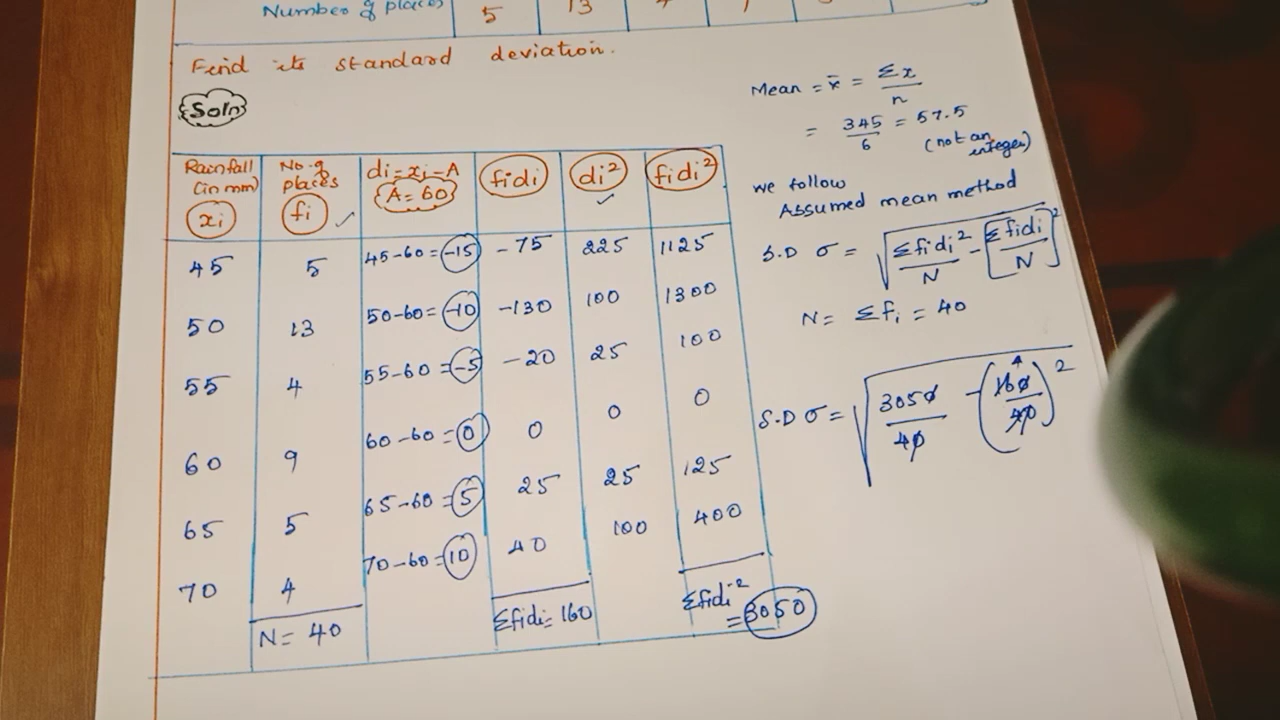 Number of places 5 13
Find its standard deviation.
Soln
Mean = x̄ = Σx/n
= 345/6 = 57.5
(not an integer)
we follow
Assumed mean method
S.D σ = √(Σfidi²/N - [Σfidi/N]²)
N = Σfi = 40
S.D σ = √(3050/40 - (160/40)²) 4
Rainfall (in mm) xi | No. of places fi ✓ | di = xi - A A = 60 | fidi | di² ✓ | fidi²
45 5 45-60 = -15 -75 225 1125
50 13 50-60 = -10 -130 100 1300
55 4 55-60 = -5 -20 25 100
60 9 60-60 = 0 0 0 0
65 5 65-60 = 5 25 25 125
70 4 70-60 = 10 40 100 400
N = 40 Σfidi = 160 Σfidi² = 3050